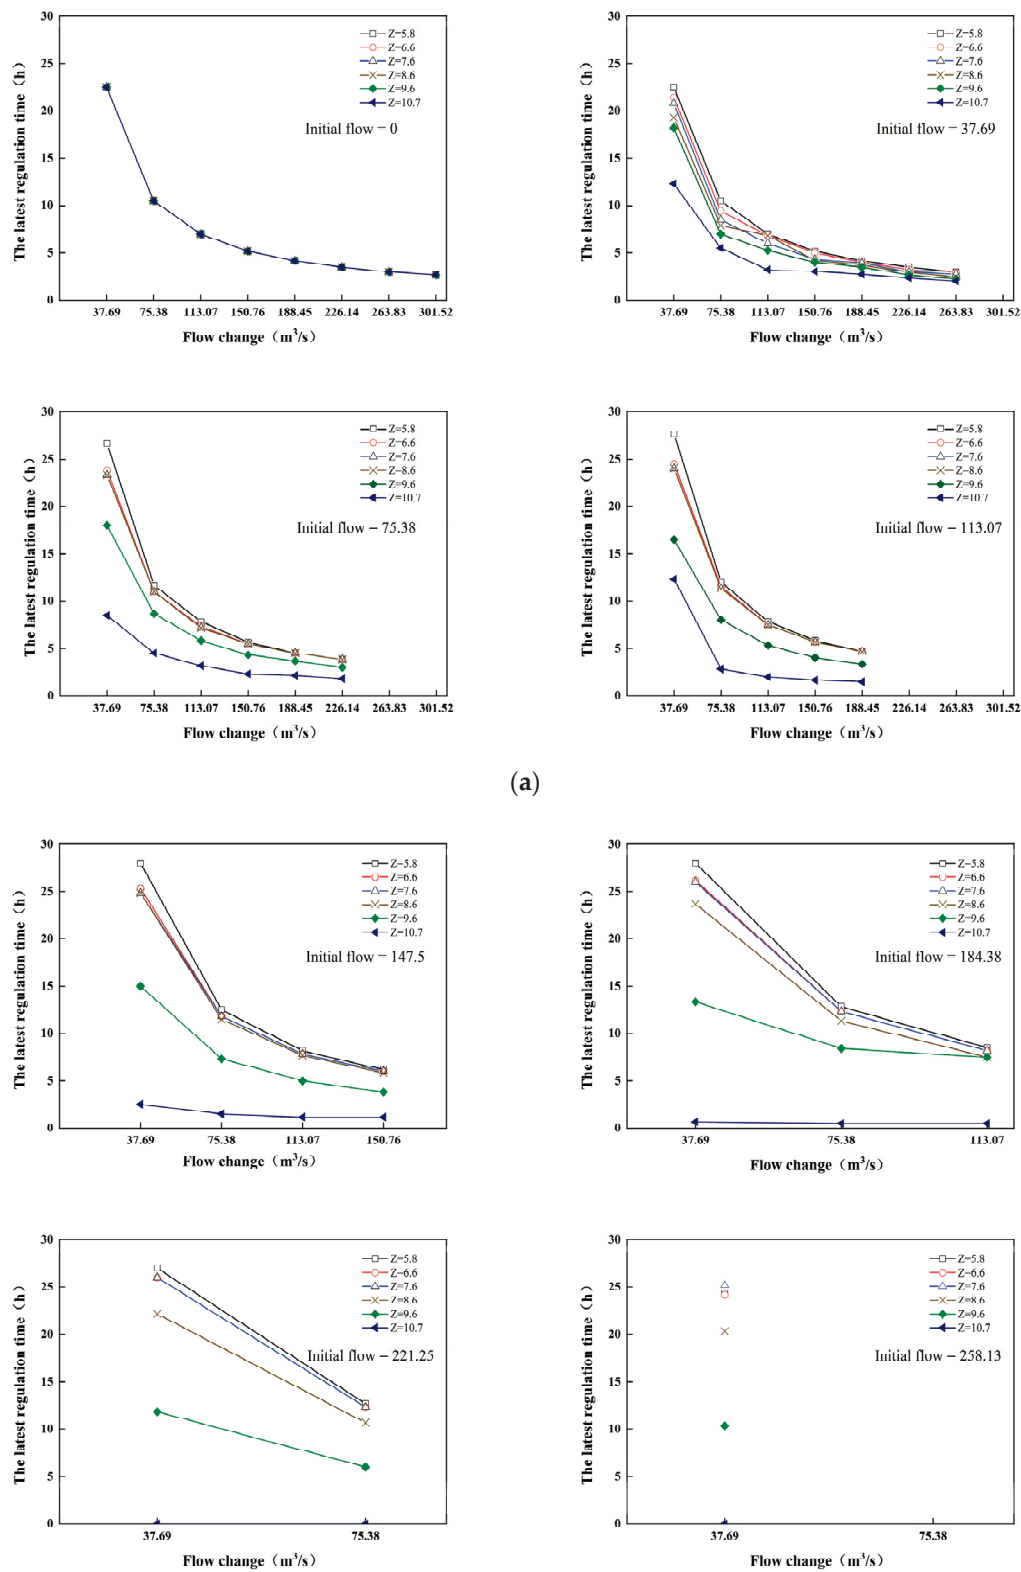 30
25
20
15
10
5
0
The latest regulation time（h）
Z=5.8
Z=6.6
Z=7.6
Z=8.6
Z=9.6
Z=10.7
Initial flow = 0
37.69 75.38 113.07 150.76 188.45 226.14 263.83 301.52
Flow change（m³/s）
30
25
20
15
10
5
0
The latest regulation time（h）
Z=5.8
Z=6.6
Z=7.6
Z=8.6
Z=9.6
Z=10.7
Initial flow = 37.69
37.69 75.38 113.07 150.76 188.45 226.14 263.83 301.52
Flow change（m³/s）
30
25
20
15
10
5
0
The latest regulation time（h）
Z=5.8
Z=6.6
Z=7.6
Z=8.6
Z=9.6
Z=10.7
Initial flow = 75.38
37.69 75.38 113.07 150.76 188.45 226.14 263.83 301.52
Flow change（m³/s）
30
25
20
15
10
5
0
The latest regulation time（h）
Z=5.8
Z=6.6
Z=7.6
Z=8.6
Z=9.6
Z=10.7
Initial flow = 113.07
37.69 75.38 113.07 150.76 188.45 226.14 263.83 301.52
Flow change（m³/s）
(a)
30
25
20
15
10
5
0
The latest regulation time（h）
Z=5.8
Z=6.6
Z=7.6
Z=8.6
Z=9.6
Z=10.7
Initial flow = 147.5
37.69 75.38 113.07 150.76
Flow change（m³/s）
30
25
20
15
10
5
0
The latest regulation time（h）
Z=5.8
Z=6.6
Z=7.6
Z=8.6
Z=9.6
Z=10.7
Initial flow = 184.38
37.69 75.38 113.07
Flow change（m³/s）
30
25
20
15
10
5
0
The latest regulation time（h）
Z=5.8
Z=6.6
Z=7.6
Z=8.6
Z=9.6
Z=10.7
Initial flow = 221.25
37.69 75.38
Flow change（m³/s）
30
25
20
15
10
5
0
The latest regulation time（h）
Z=5.8
Z=6.6
Z=7.6
Z=8.6
Z=9.6
Z=10.7
Initial flow = 258.13
37.69 75.38
Flow change（m³/s）